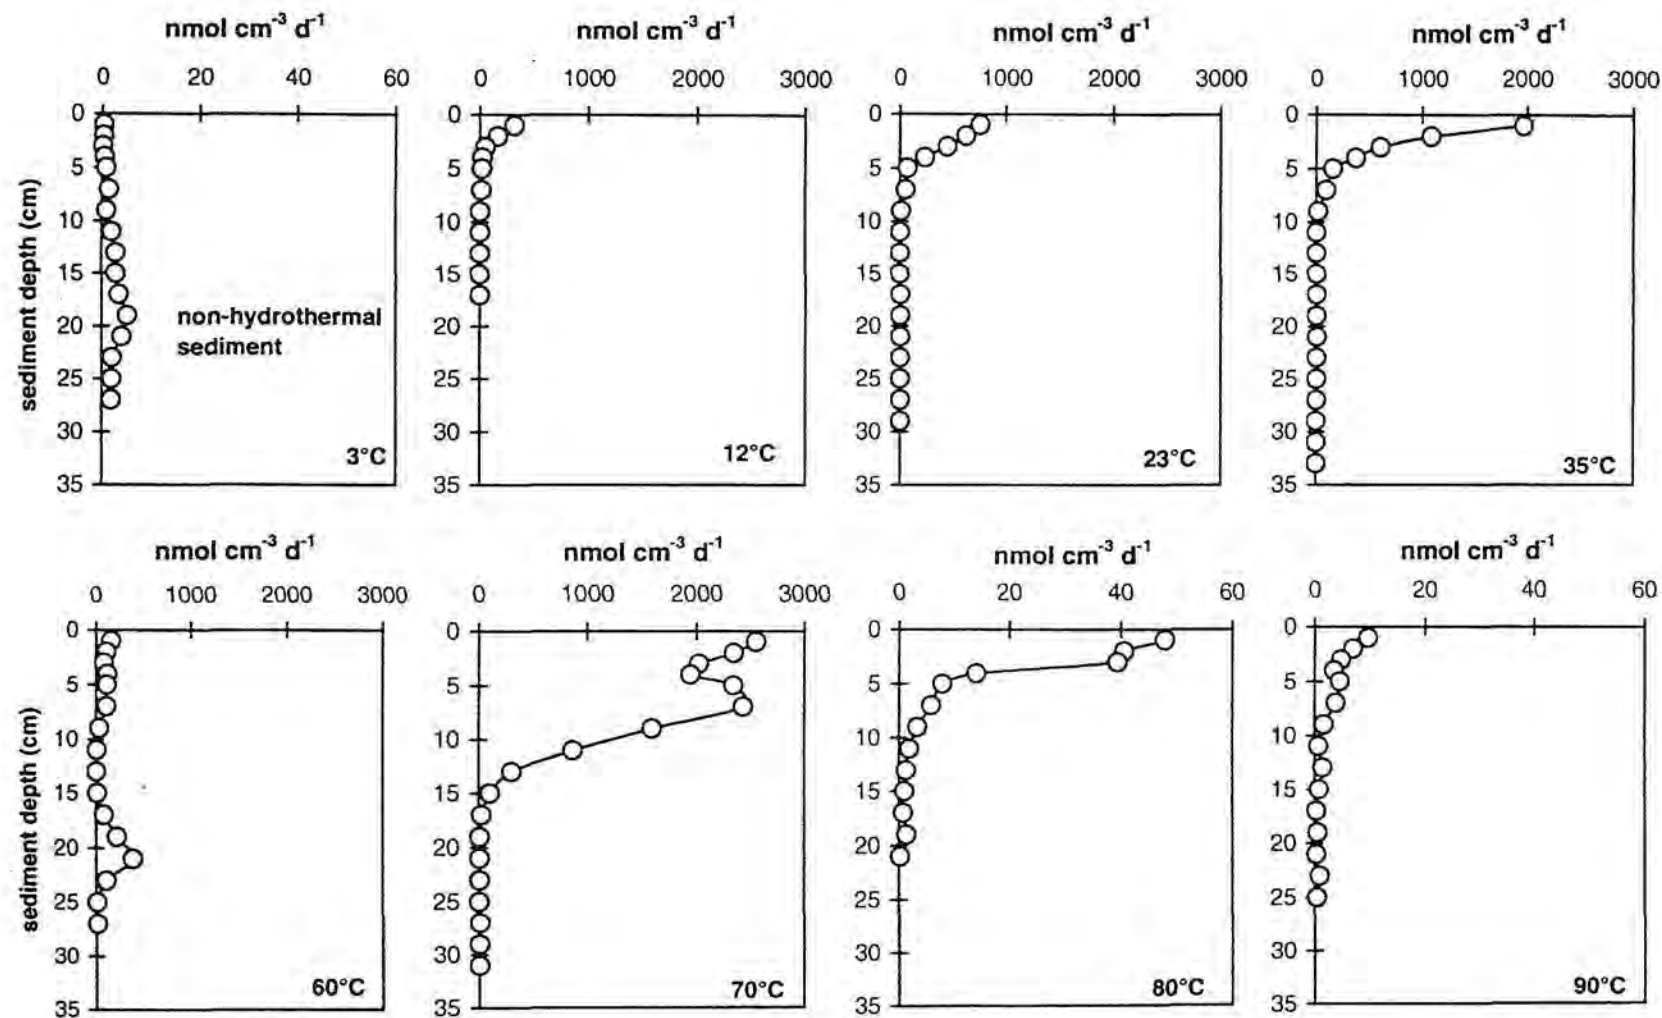 nmol cm⁻³ d⁻¹ nmol cm⁻³ d⁻¹ nmol cm⁻³ d⁻¹ nmol cm⁻³ d⁻¹
0 20 40 60 0 1000 2000 3000 0 1000 2000 3000 0 1000 2000 3000
0 0 0 0
5 5 5 5
10 10 10 10
15 15 15 15
20 20 20 20
25 25 25 25
30 30 30 30
35 35 35 35
sediment depth (cm)
non-hydrothermal
sediment
3°C 12°C 23°C 35°C
nmol cm⁻³ d⁻¹ nmol cm⁻³ d⁻¹ nmol cm⁻³ d⁻¹ nmol cm⁻³ d⁻¹
0 1000 2000 3000 0 1000 2000 3000 0 20 40 60 0 20 40 60
0 0 0 0
5 5 5 5
10 10 10 10
15 15 15 15
20 20 20 20
25 25 25 25
30 30 30 30
35 35 35 35
sediment depth (cm)
60°C 70°C 80°C 90°C